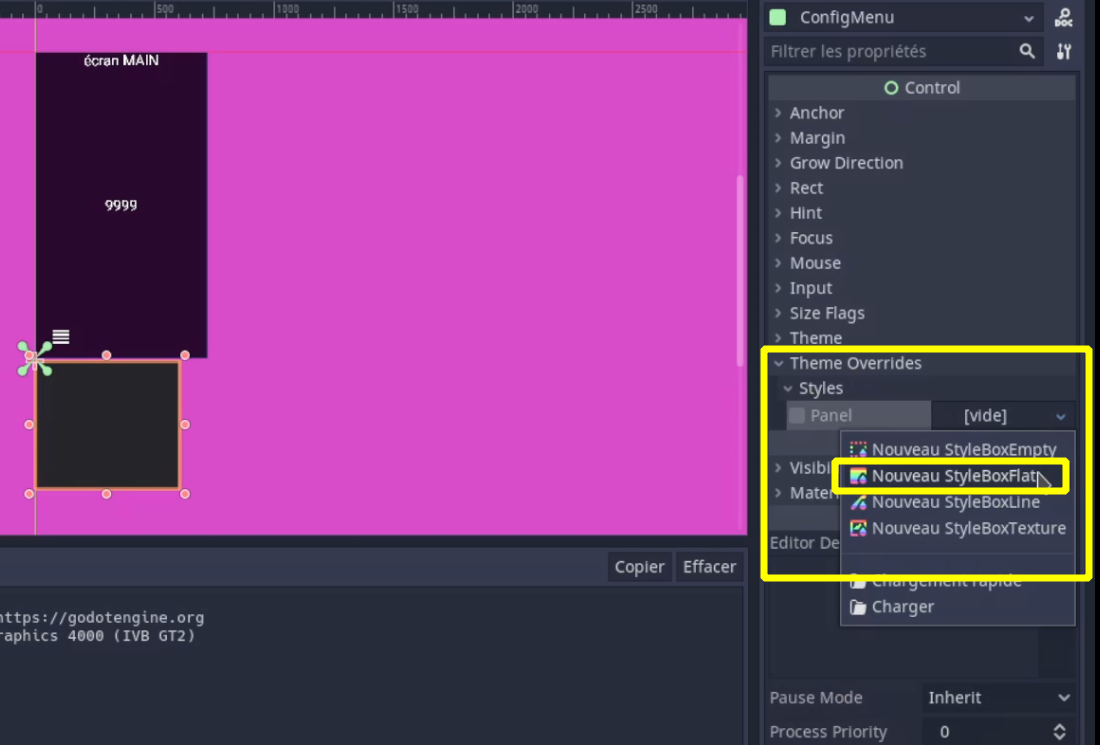 0 500 1000 1500 2000 2500
écran MAIN
9999
Copier Effacer
https://godotengine.org
raphics 4000 (IVB GT2)
ConfigMenu
DOC
Filtrer les propriétés
Control
Anchor
Margin
Grow Direction
Rect
Hint
Focus
Mouse
Input
Size Flags
Theme
Theme Overrides
Styles
Panel [vide]
Nouveau StyleBoxEmpty
Visibi
Nouveau StyleBoxFlat
Mater
Nouveau StyleBoxLine
Nouveau StyleBoxTexture
Editor De
Chargement rapide
Charger
Pause Mode Inherit
Process Priority 0